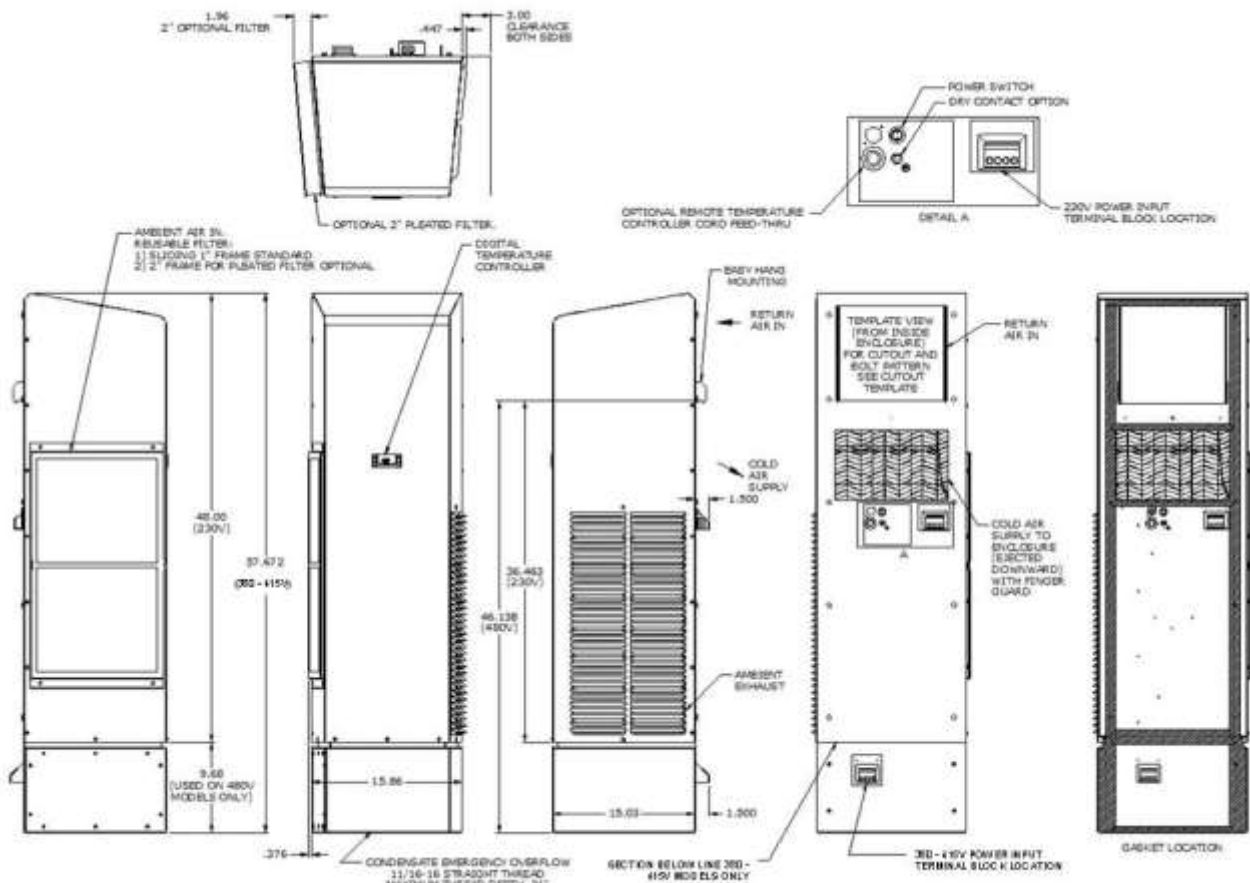 1.96
2" OPTIONAL FILTER
.447
3.00
CLEARANCE
BOTH SIDES
OPTIONAL 2" PLEATED FILTER.
POWER SWITCH
DRY CONTACT OPTION
OPTIONAL REMOTE TEMPERATURE
CONTROLLER CORD FEED-THRU
DETAIL A
220V POWER INPUT
TERMINAL BLOCK LOCATION
AMBIENT AIR IN.
REUSABLE FILTER:
1) SLIDING 1" FRAME STANDARD
2) 2" FRAME FOR PLEATED FILTER OPTIONAL
DIGITAL
TEMPERATURE
CONTROLLER
EASY HANG
MOUNTING
RETURN
AIR IN
TEMPLATE VIEW
(FROM INSIDE
ENCLOSURE)
FOR CUTOUT AND
BOLT PATTERN
SEE CUTOUT
TEMPLATE
RETURN
AIR IN
COLD
AIR
SUPPLY
1.500
48.00
(230V)
57.672
36.463
(230V)
46.138
(480V)
A
COLD AIR
SUPPLY TO
ENCLOSURE
(EJECTED
DOWNWARD)
WITH FINGER
GUARD
AMBIENT
EXHAUST
9.68
(USED ON 480V
MODELS ONLY)
15.86
15.03
1.500
.376
CONDENSATE EMERGENCY OVERFLOW
11/16-16 STRAIGHT THREAD
SECTION BELOW LINE 380-
415V MODELS ONLY
380-415V POWER INPUT
TERMINAL BLOCK LOCATION
GASKET LOCATION